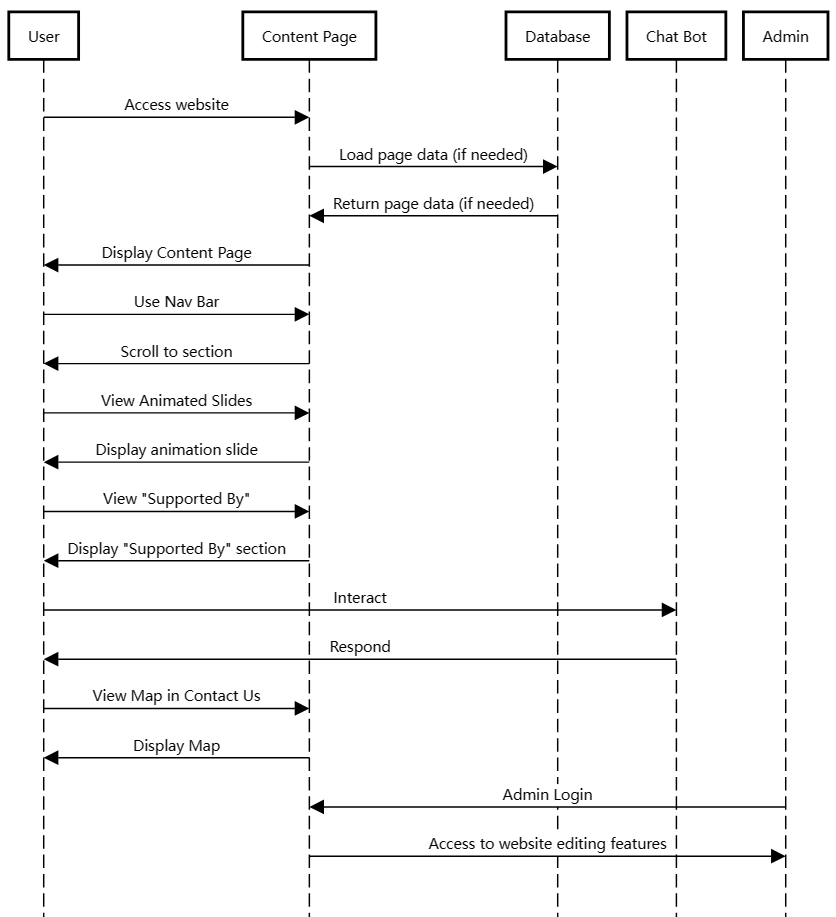 User
Content Page
Database
Chat Bot
Admin
Access website
Load page data (if needed)
Return page data (if needed)
Display Content Page
Use Nav Bar
Scroll to section
View Animated Slides
Display animation slide
View "Supported By"
Display "Supported By" section
Interact
Respond
View Map in Contact Us
Display Map
Admin Login
Access to website editing features